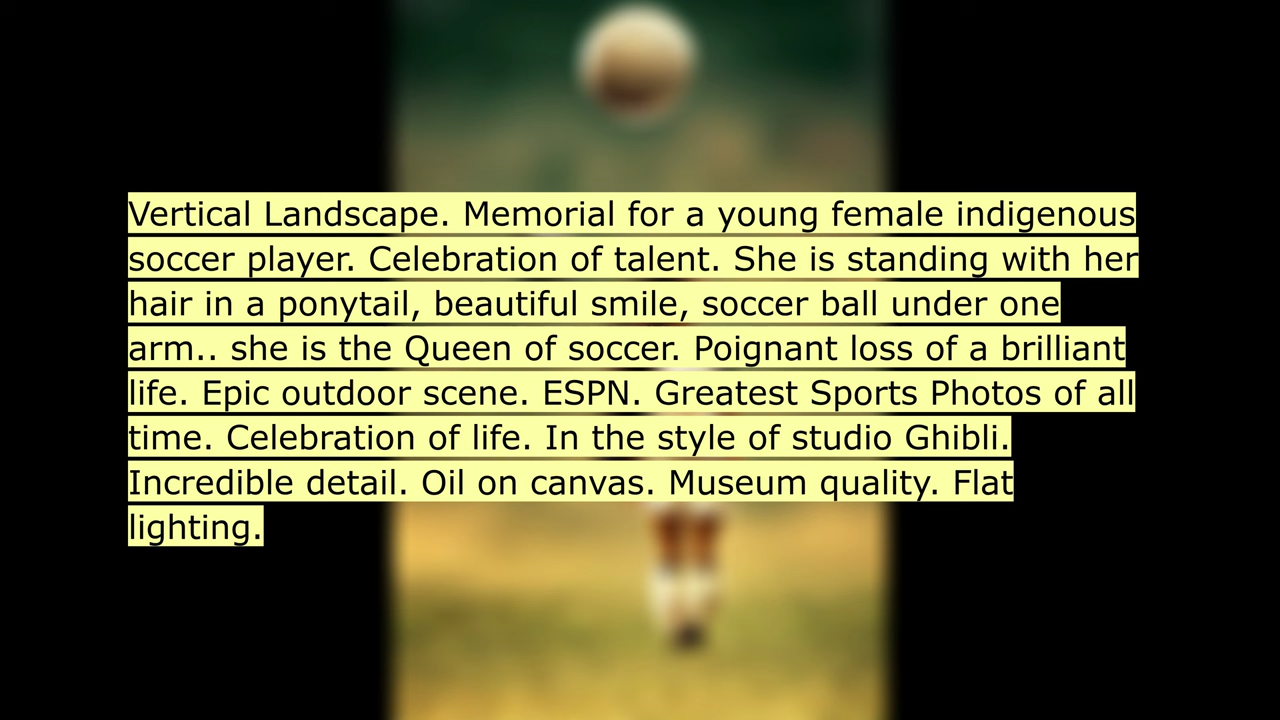 Vertical Landscape. Memorial for a young female indigenous
soccer player. Celebration of talent. She is standing with her
hair in a ponytail, beautiful smile, soccer ball under one
arm.. she is the Queen of soccer. Poignant loss of a brilliant
life. Epic outdoor scene. ESPN. Greatest Sports Photos of all
time. Celebration of life. In the style of studio Ghibli.
Incredible detail. Oil on canvas. Museum quality. Flat
lighting.